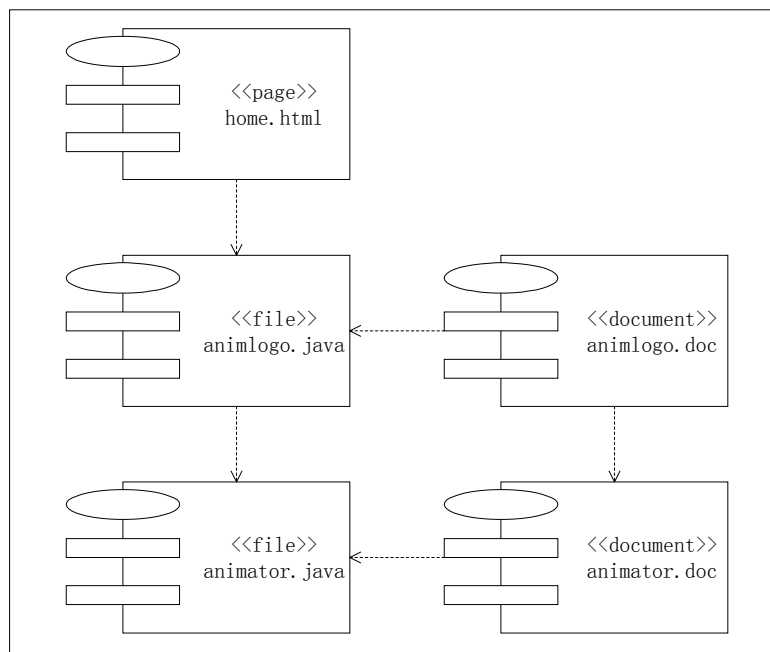 <<page>>
home.html
<<file>>
animlogo.java
<<document>>
animlogo.doc
<<file>>
animator.java
<<document>>
animator.doc